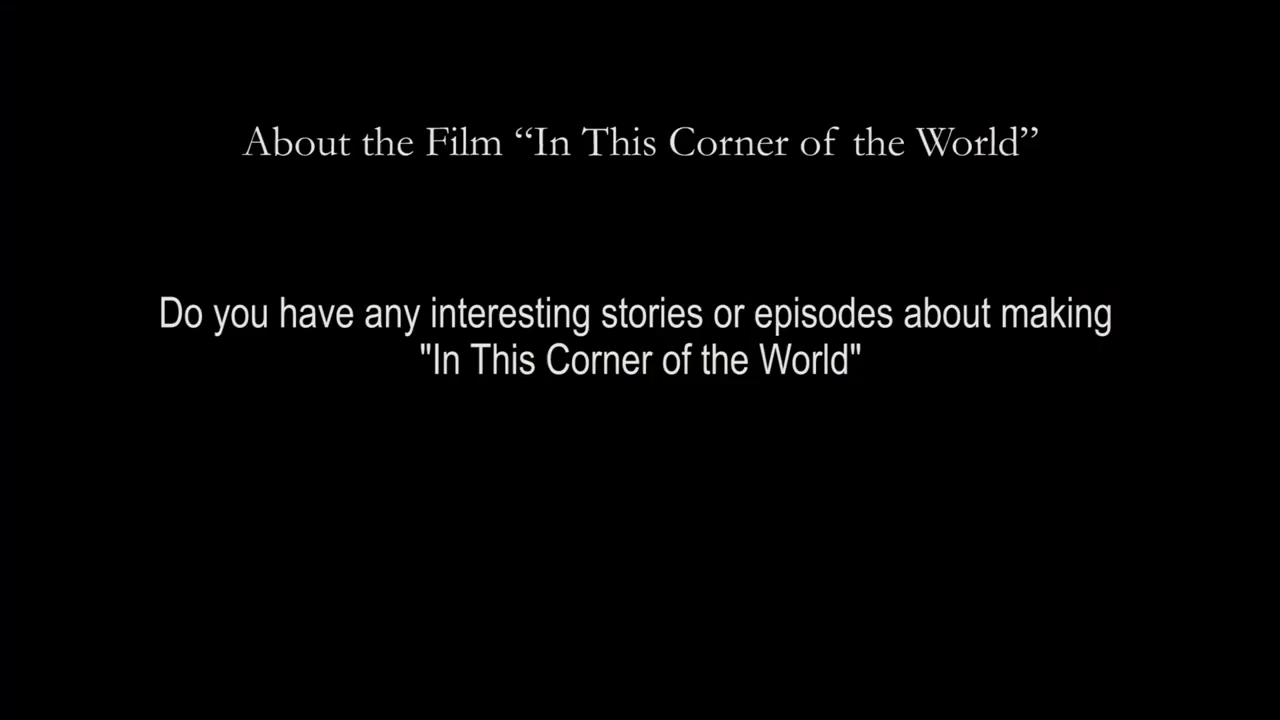 About the Film “In This Corner of the World”
Do you have any interesting stories or episodes about making
"In This Corner of the World"